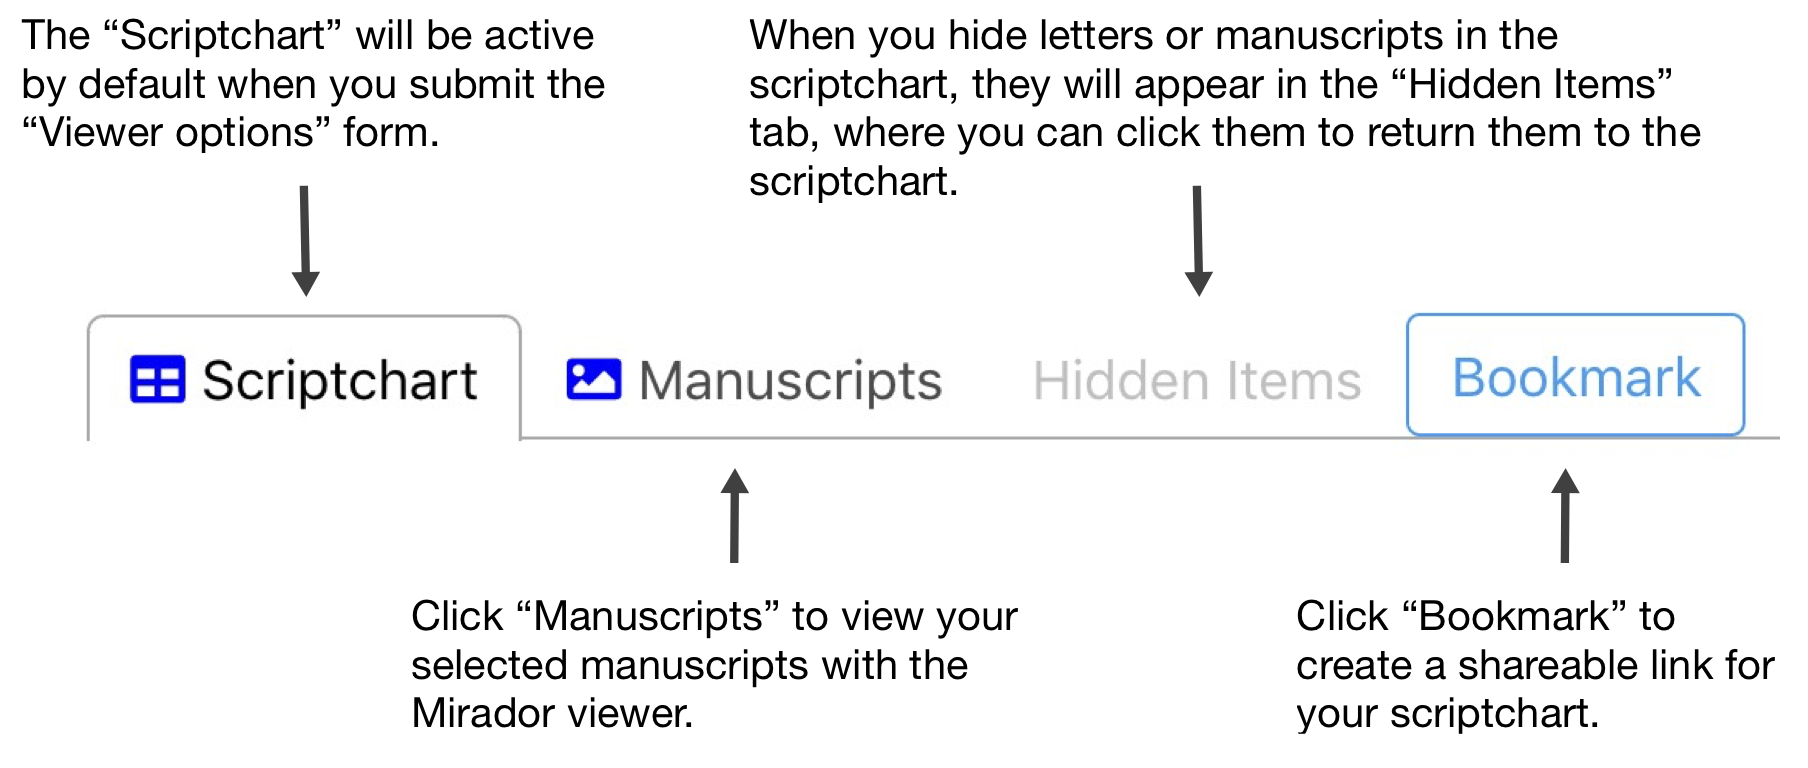 The “Scriptchart” will be active
by default when you submit the
“Viewer options” form.
When you hide letters or manuscripts in the
scriptchart, they will appear in the “Hidden Items”
tab, where you can click them to return them to the
scriptchart.
Scriptchart
Manuscripts
Hidden Items
Bookmark
Click “Manuscripts” to view your
selected manuscripts with the
Mirador viewer.
Click “Bookmark” to
create a shareable link for
your scriptchart.